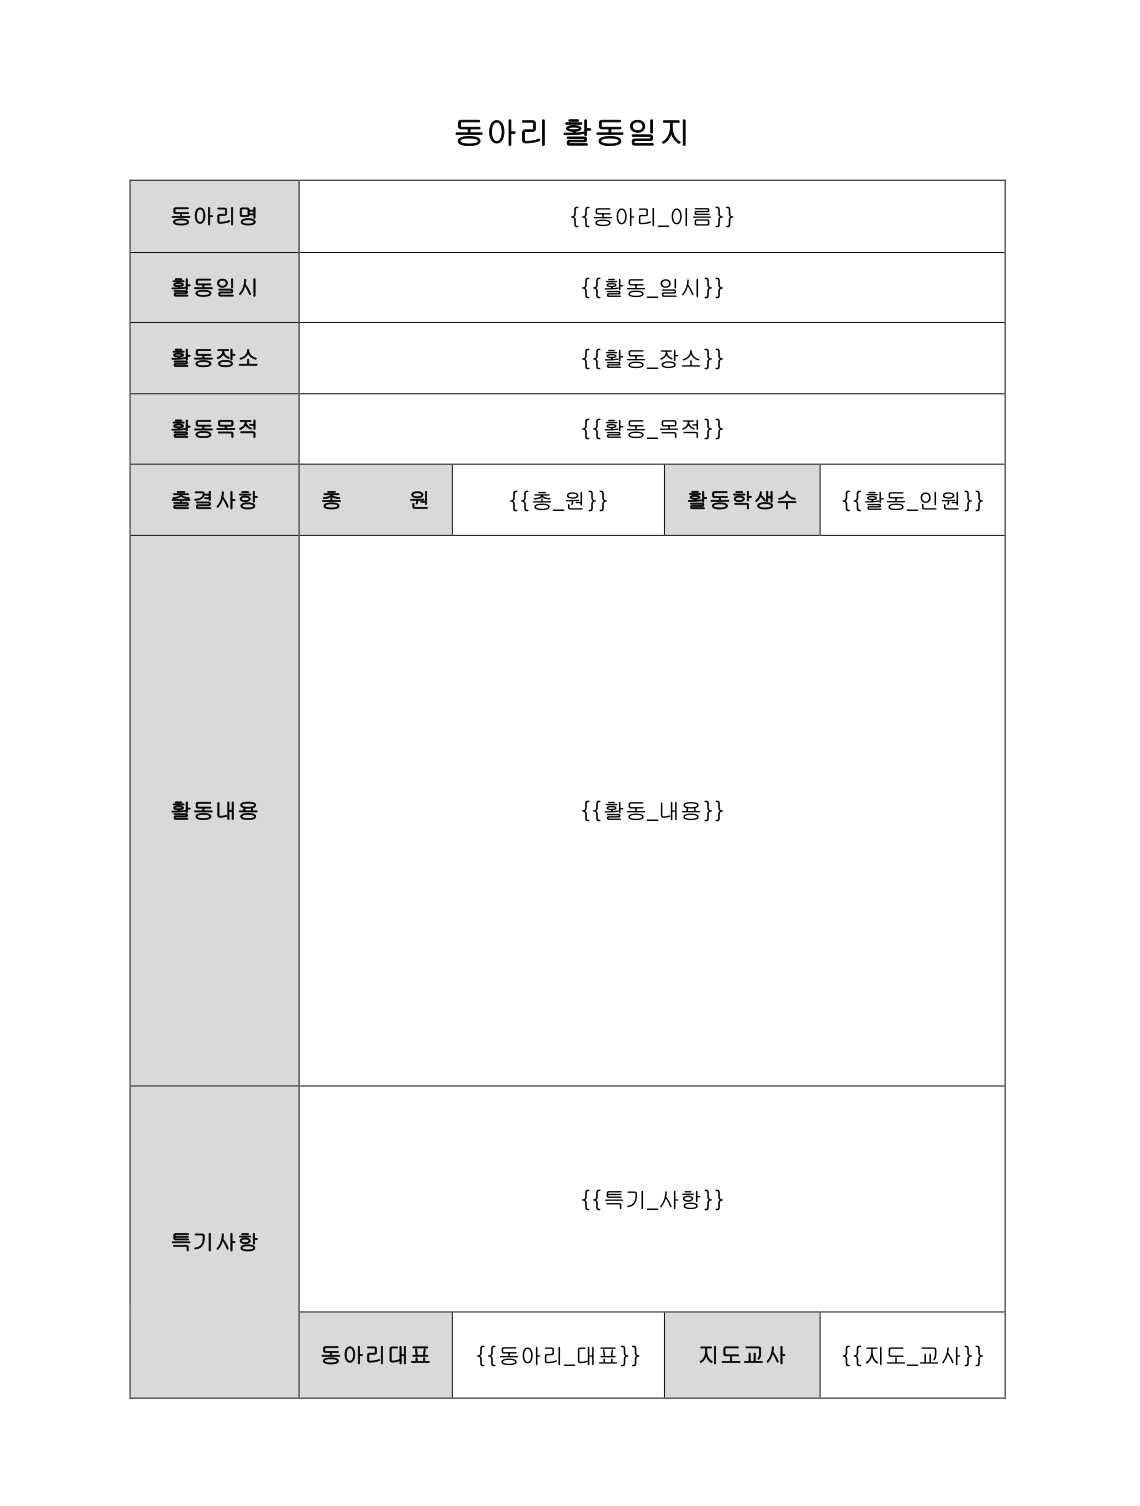 동아리 활동일지
동아리명 {{동아리_이름}}
활동일시 {{활동_일시}}
활동장소 {{활동_장소}}
활동목적 {{활동_목적}}
출결사항 총 원 {{총_원}} 활동학생수 {{활동_인원}}
활동내용 {{활동_내용}}
{{특기_사항}}
특기사항
동아리대표 {{동아리_대표}} 지도교사 {{지도_교사}}